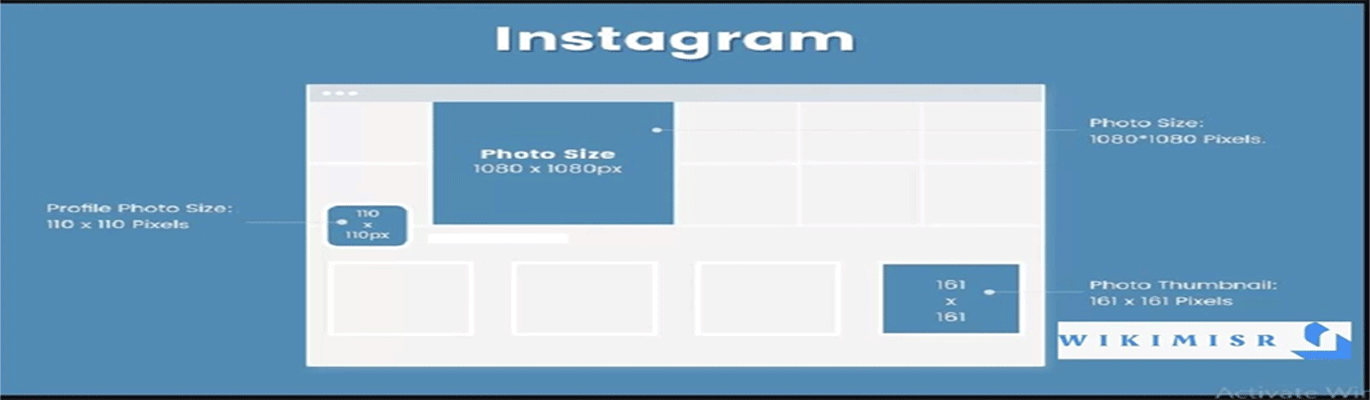 Instagram
Photo Size
1080 x 1080px
Photo Size:
1080*1080 Pixels.
Profile Photo Size:
110 x 110 Pixels
110
x
110px
161
x
161
Photo Thumbnail:
161 x 161 Pixels
WIKIMISR
Activate Wi